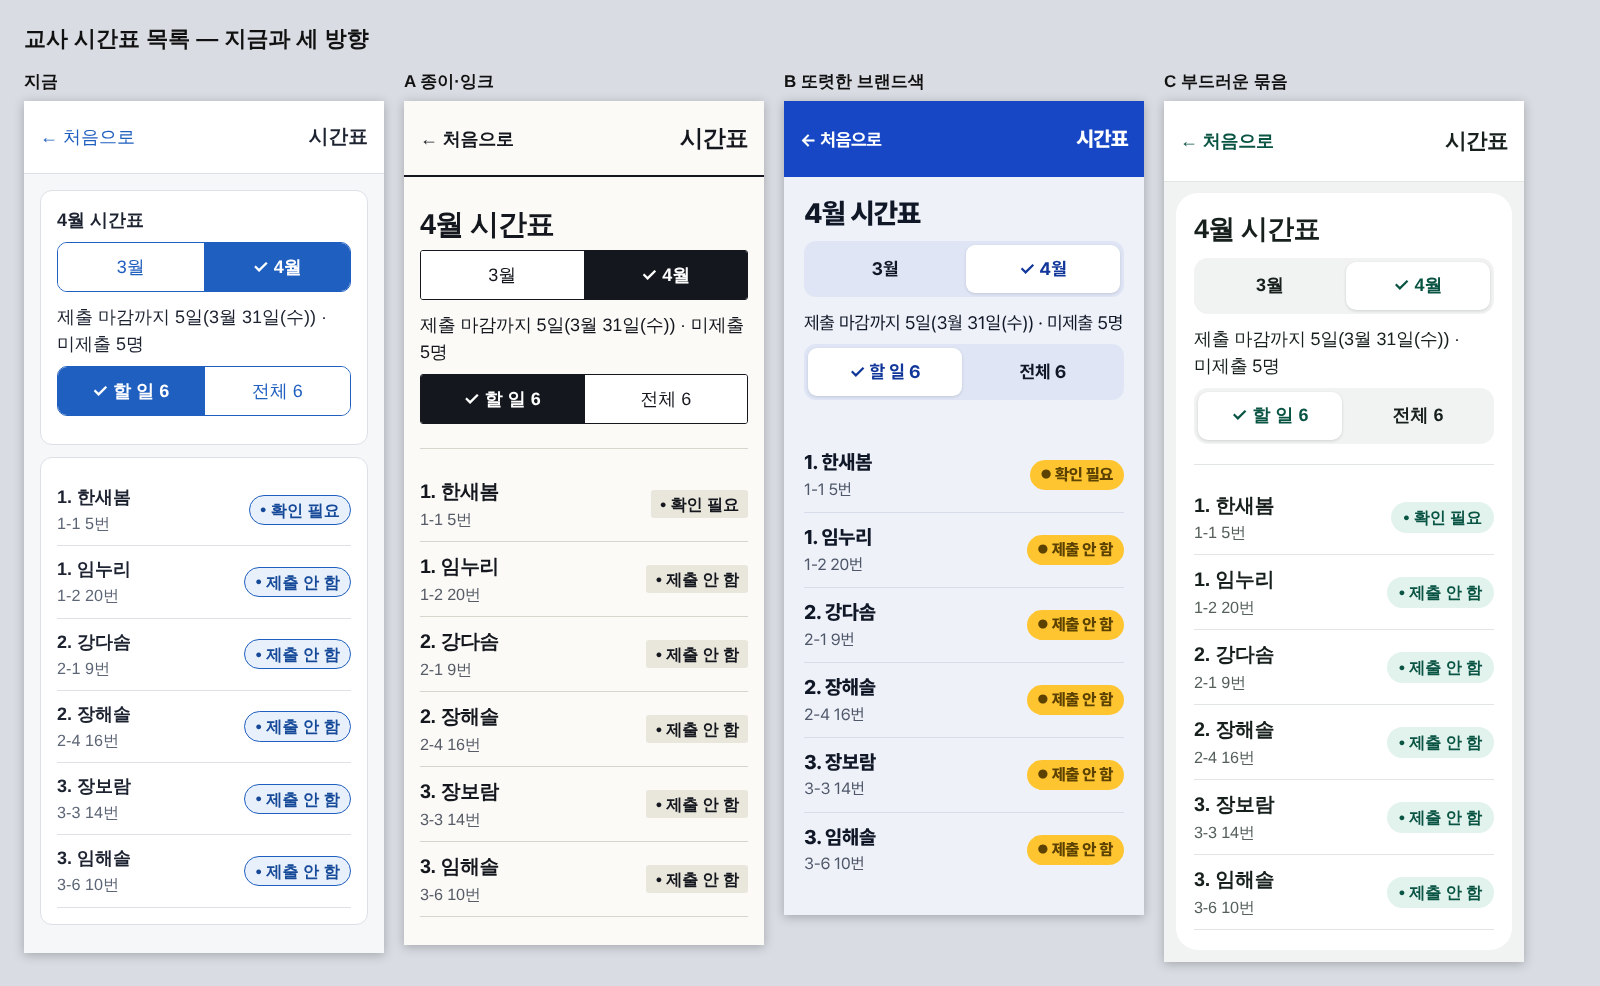 교사 시간표 목록 — 지금과 세 방향
지금
← 처음으로
시간표
4월 시간표
3월
✓ 4월
제출 마감까지 5일(3월 31일(수)) ·
미제출 5명
✓ 할 일 6
전체 6
1. 한새봄
1-1 5번
• 확인 필요
1. 임누리
1-2 20번
• 제출 안 함
2. 강다솜
2-1 9번
• 제출 안 함
2. 장해솔
2-4 16번
• 제출 안 함
3. 장보람
3-3 14번
• 제출 안 함
3. 임해솔
3-6 10번
• 제출 안 함
A 종이·잉크
← 처음으로
시간표
4월 시간표
3월
✓ 4월
제출 마감까지 5일(3월 31일(수)) · 미제출
5명
✓ 할 일 6
전체 6
1. 한새봄
1-1 5번
• 확인 필요
1. 임누리
1-2 20번
• 제출 안 함
2. 강다솜
2-1 9번
• 제출 안 함
2. 장해솔
2-4 16번
• 제출 안 함
3. 장보람
3-3 14번
• 제출 안 함
3. 임해솔
3-6 10번
• 제출 안 함
B 또렷한 브랜드색
← 처음으로
시간표
4월 시간표
3월
✓ 4월
제출 마감까지 5일(3월 31일(수)) · 미제출 5명
✓ 할 일 6
전체 6
1. 한새봄
1-1 5번
● 확인 필요
1. 임누리
1-2 20번
● 제출 안 함
2. 강다솜
2-1 9번
● 제출 안 함
2. 장해솔
2-4 16번
● 제출 안 함
3. 장보람
3-3 14번
● 제출 안 함
3. 임해솔
3-6 10번
● 제출 안 함
C 부드러운 묶음
← 처음으로
시간표
4월 시간표
3월
✓ 4월
제출 마감까지 5일(3월 31일(수)) ·
미제출 5명
✓ 할 일 6
전체 6
1. 한새봄
1-1 5번
• 확인 필요
1. 임누리
1-2 20번
• 제출 안 함
2. 강다솜
2-1 9번
• 제출 안 함
2. 장해솔
2-4 16번
• 제출 안 함
3. 장보람
3-3 14번
• 제출 안 함
3. 임해솔
3-6 10번
• 제출 안 함